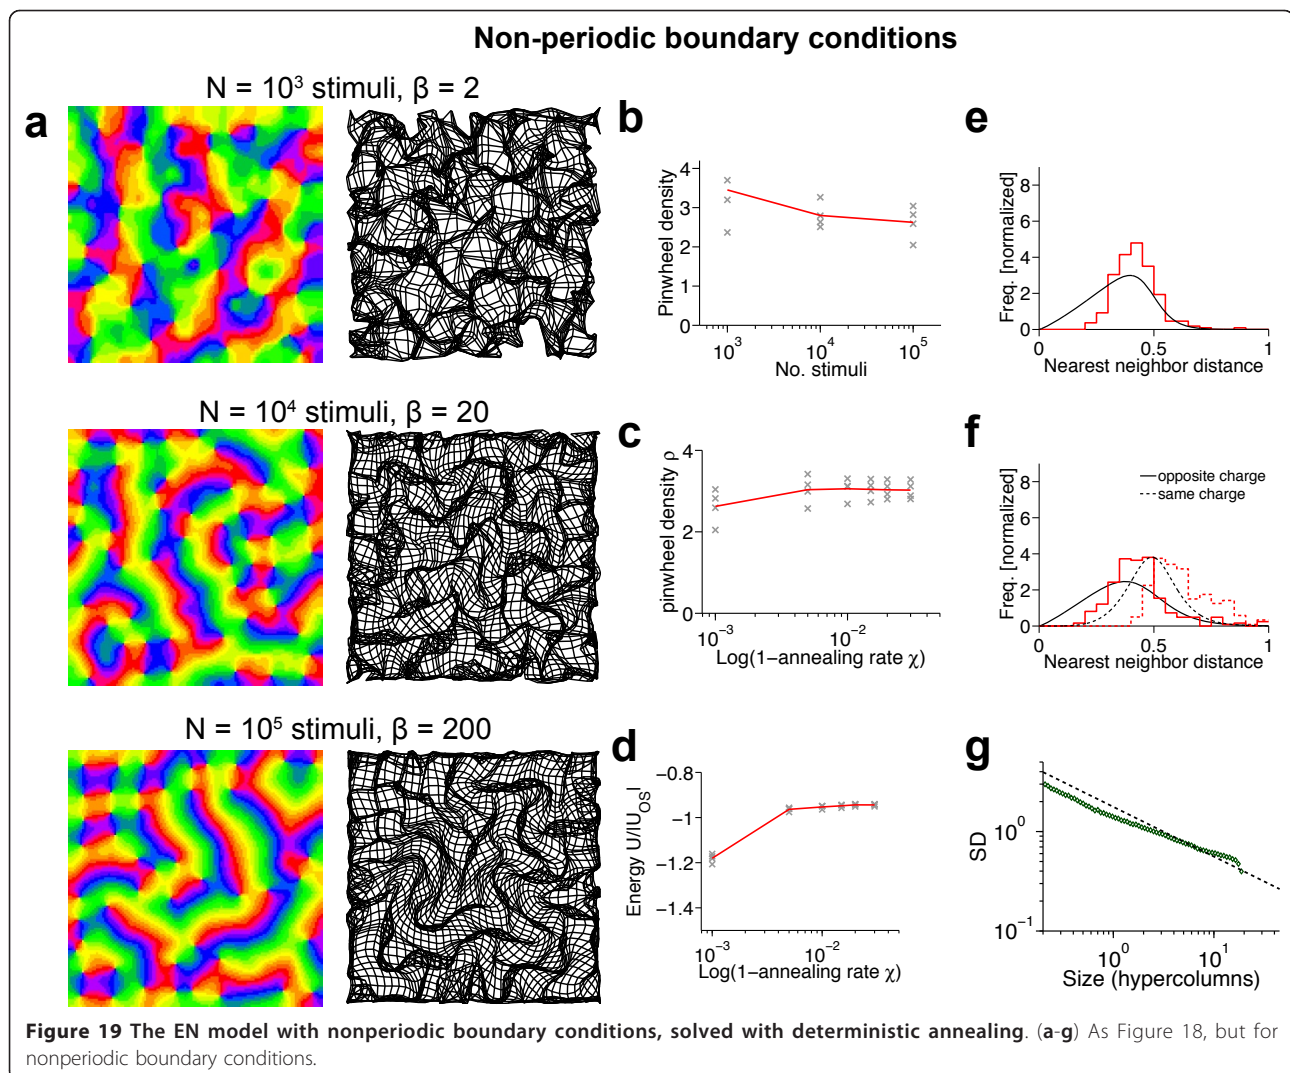 Non-periodic boundary conditions
a
N = 10³ stimuli, β = 2
N = 10⁴ stimuli, β = 20
N = 10⁵ stimuli, β = 200
b
Pinwheel density
4
3
2
1
0
10³ 10⁴ 10⁵
No. stimuli
c
pinwheel density ρ
4
2
0
10⁻³ 10⁻²
Log(1−annealing rate χ)
d
Energy U/IU_OS I
−0.8
−1
−1.2
−1.4
10⁻³ 10⁻²
Log(1−annealing rate χ)
e
Freq. [normalized]
8
6
4
2
0
0 0.5 1
Nearest neighbor distance
f
opposite charge
same charge
Freq. [normalized]
8
6
4
2
0
0 0.5 1
Nearest neighbor distance
g
SD
10⁰
10⁻¹
10⁰ 10¹
Size (hypercolumns)
Figure 19 The EN model with nonperiodic boundary conditions, solved with deterministic annealing. (a-g) As Figure 18, but for
nonperiodic boundary conditions.